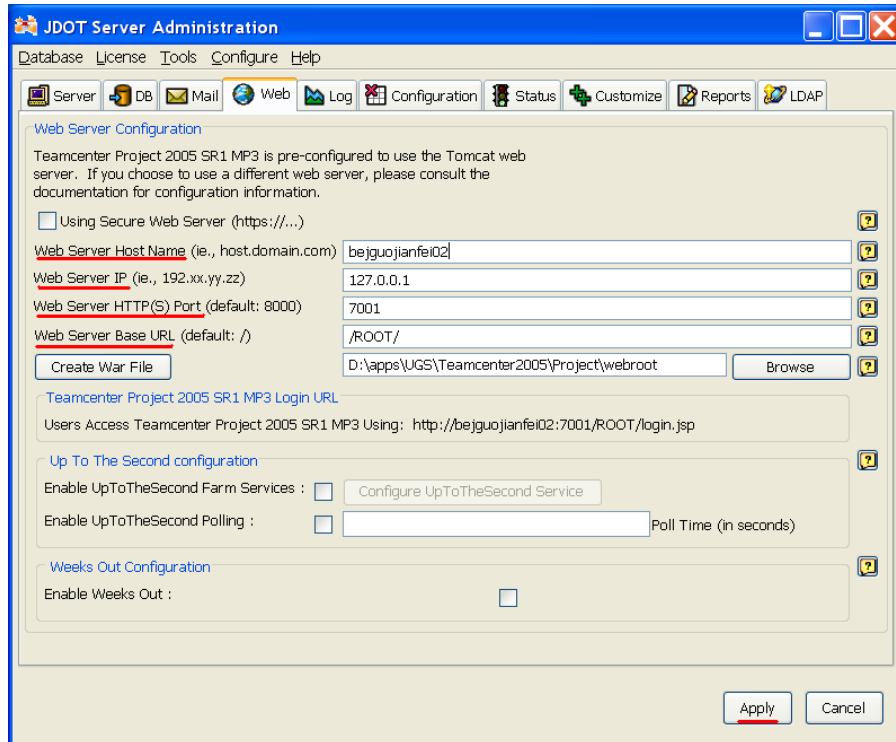 JDOT Server Administration
Database License Tools Configure Help
Server DB Mail Web Log Configuration Status Customize Reports LDAP
Web Server Configuration
Teamcenter Project 2005 SR1 MP3 is pre-configured to use the Tomcat web
server. If you choose to use a different web server, please consult the
documentation for configuration information.
Using Secure Web Server (https://...)
Web Server Host Name (ie., host.domain.com) bejguojianfei02
Web Server IP (ie., 192.xx.yy.zz) 127.0.0.1
Web Server HTTP(S) Port (default: 8000) 7001
Web Server Base URL (default: /) /ROOT/
Create War File D:\apps\UGS\Teamcenter2005\Project\webroot Browse
Teamcenter Project 2005 SR1 MP3 Login URL
Users Access Teamcenter Project 2005 SR1 MP3 Using: http://bejguojianfei02:7001/ROOT/login.jsp
Up To The Second configuration
Enable UpToTheSecond Farm Services : Configure UpToTheSecond Service
Enable UpToTheSecond Polling : Poll Time (in seconds)
Weeks Out Configuration
Enable Weeks Out :
Apply Cancel